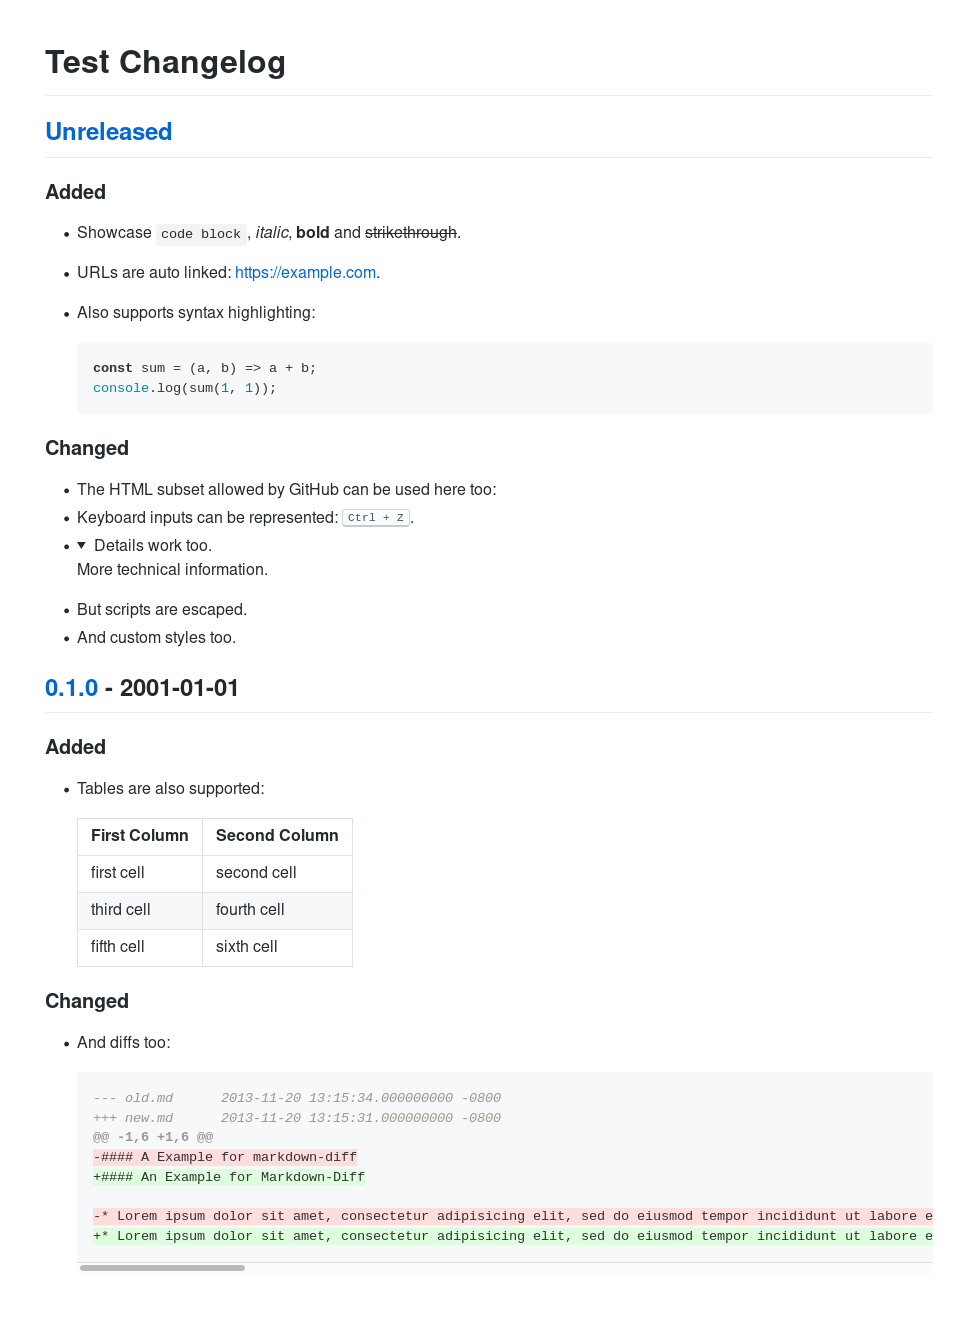 Test Changelog
Unreleased
Added
• Showcase code block, italic, bold and strikethrough.
• URLs are auto linked: https://example.com.
• Also supports syntax highlighting:
const sum = (a, b) => a + b;
console.log(sum(1, 1));
Changed
• The HTML subset allowed by GitHub can be used here too:
• Keyboard inputs can be represented: Ctrl + Z.
• ▼ Details work too.
More technical information.
• But scripts are escaped.
• And custom styles too.
0.1.0 - 2001-01-01
Added
• Tables are also supported:
First Column Second Column
first cell second cell
third cell fourth cell
fifth cell sixth cell
Changed
• And diffs too:
--- old.md      2013-11-20 13:15:34.000000000 -0800
+++ new.md      2013-11-20 13:15:31.000000000 -0800
@@ -1,6 +1,6 @@
-#### A Example for markdown-diff
+#### An Example for Markdown-Diff
-* Lorem ipsum dolor sit amet, consectetur adipisicing elit, sed do eiusmod tempor incididunt ut labore e
+* Lorem ipsum dolor sit amet, consectetur adipisicing elit, sed do eiusmod tempor incididunt ut labore e